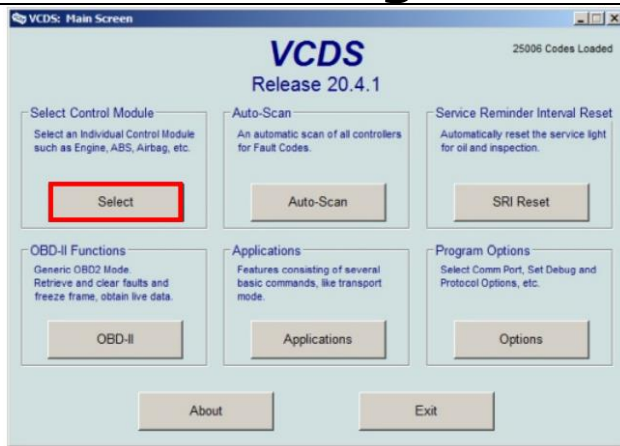 VCDS: Main Screen
VCDS
Release 20.4.1
25006 Codes Loaded
Select Control Module
Select an Individual Control Module
such as Engine, ABS, Airbag, etc.
Select
Auto-Scan
An automatic scan of all controllers
for Fault Codes.
Auto-Scan
Service Reminder Interval Reset
Automatically reset the service light
for oil and inspection.
SRI Reset
OBD-II Functions
Generic OBD2 Mode.
Retrieve and clear faults and
freeze frame, obtain live data.
OBD-II
Applications
Features consisting of several
basic commands, like transport
mode.
Applications
Program Options
Select Comm Port, Set Debug and
Protocol Options, etc.
Options
About
Exit